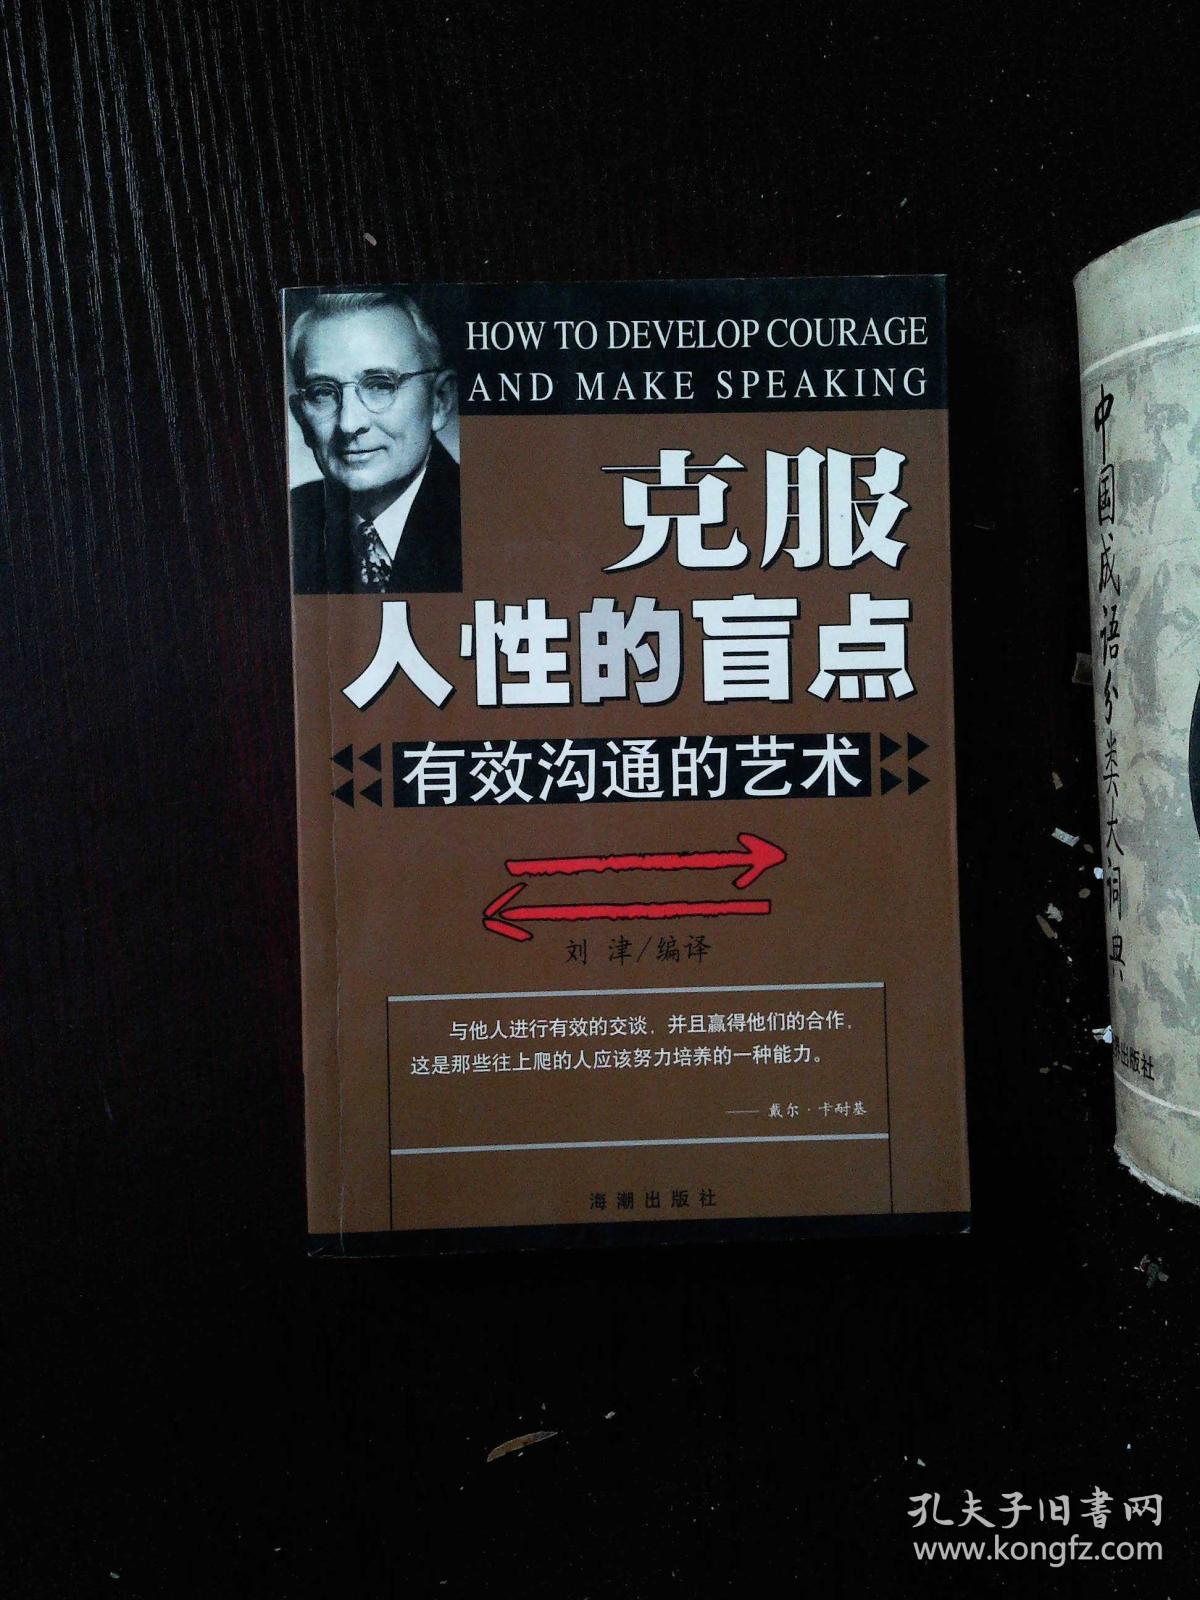 HOW TO DEVELOP COURAGE
AND MAKE SPEAKING
克服
人性的盲点
有效沟通的艺术
刘 津/编译
与他人进行有效的交谈，并且赢得他们的合作，
这是那些往上爬的人应该努力培养的一种能力。
—— 戴尔·卡耐基
海潮出版社
中国成语分类大词典
出版社
孔夫子旧书网
www.kongfz.com